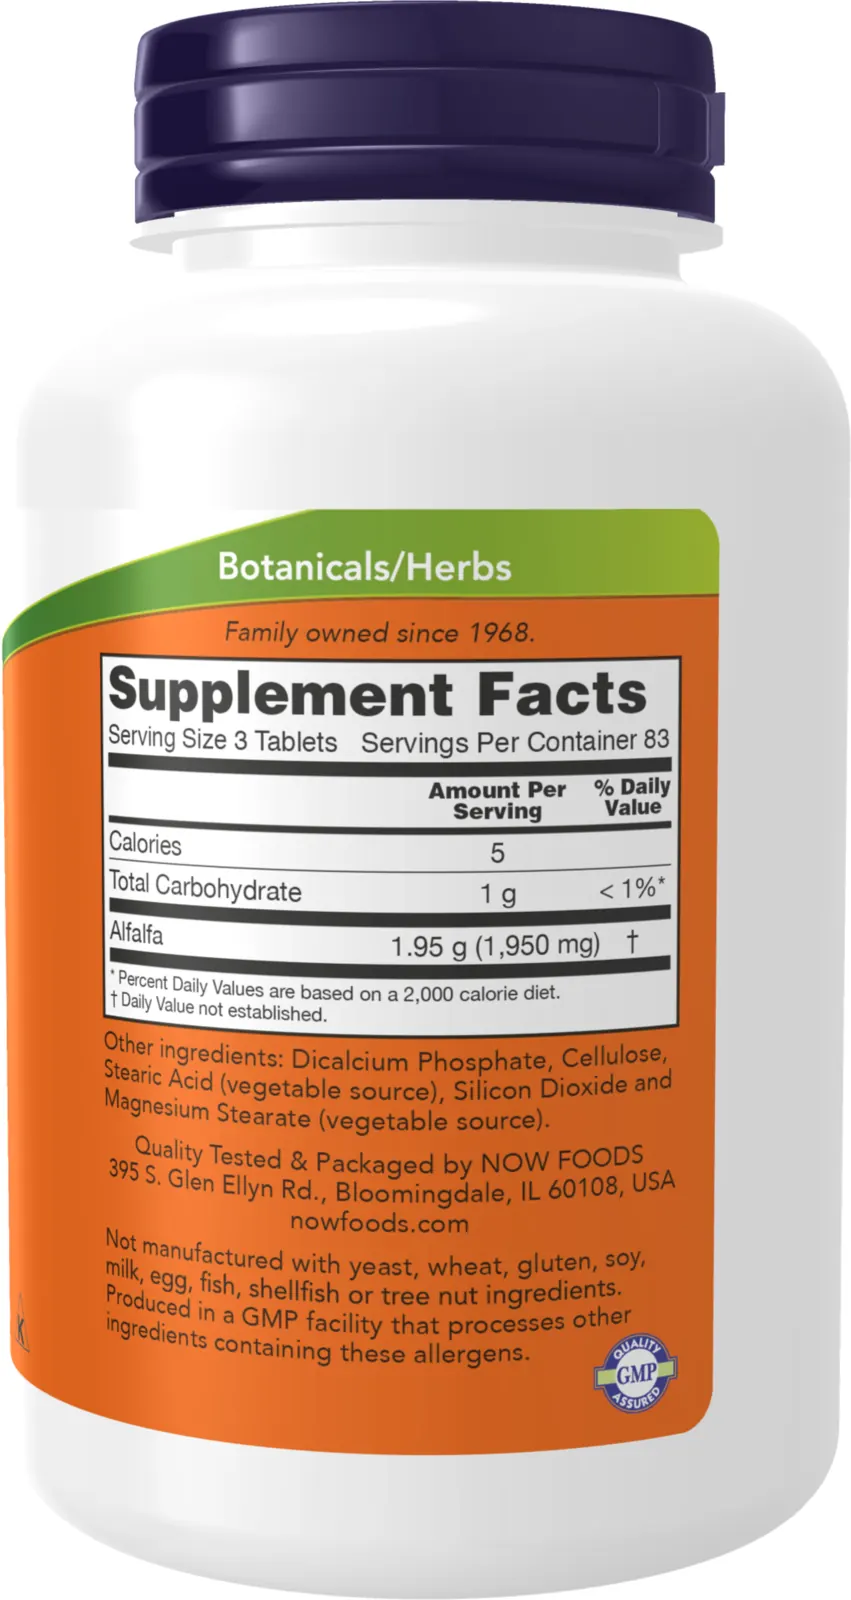 Botanicals/Herbs
Family owned since 1968.
Supplement Facts
Serving Size 3 Tablets Servings Per Container 83
Amount Per Serving % Daily Value
Calories 5
Total Carbohydrate 1 g < 1%*
Alfalfa 1.95 g (1,950 mg) †
* Percent Daily Values are based on a 2,000 calorie diet.
† Daily Value not established.
Other ingredients: Dicalcium Phosphate, Cellulose,
Stearic Acid (vegetable source), Silicon Dioxide and
Magnesium Stearate (vegetable source).
Quality Tested & Packaged by NOW FOODS
395 S. Glen Ellyn Rd., Bloomingdale, IL 60108, USA
nowfoods.com
Not manufactured with yeast, wheat, gluten, soy,
milk, egg, fish, shellfish or tree nut ingredients.
Produced in a GMP facility that processes other
ingredients containing these allergens.
K
QUALITY
GMP
ASSURED